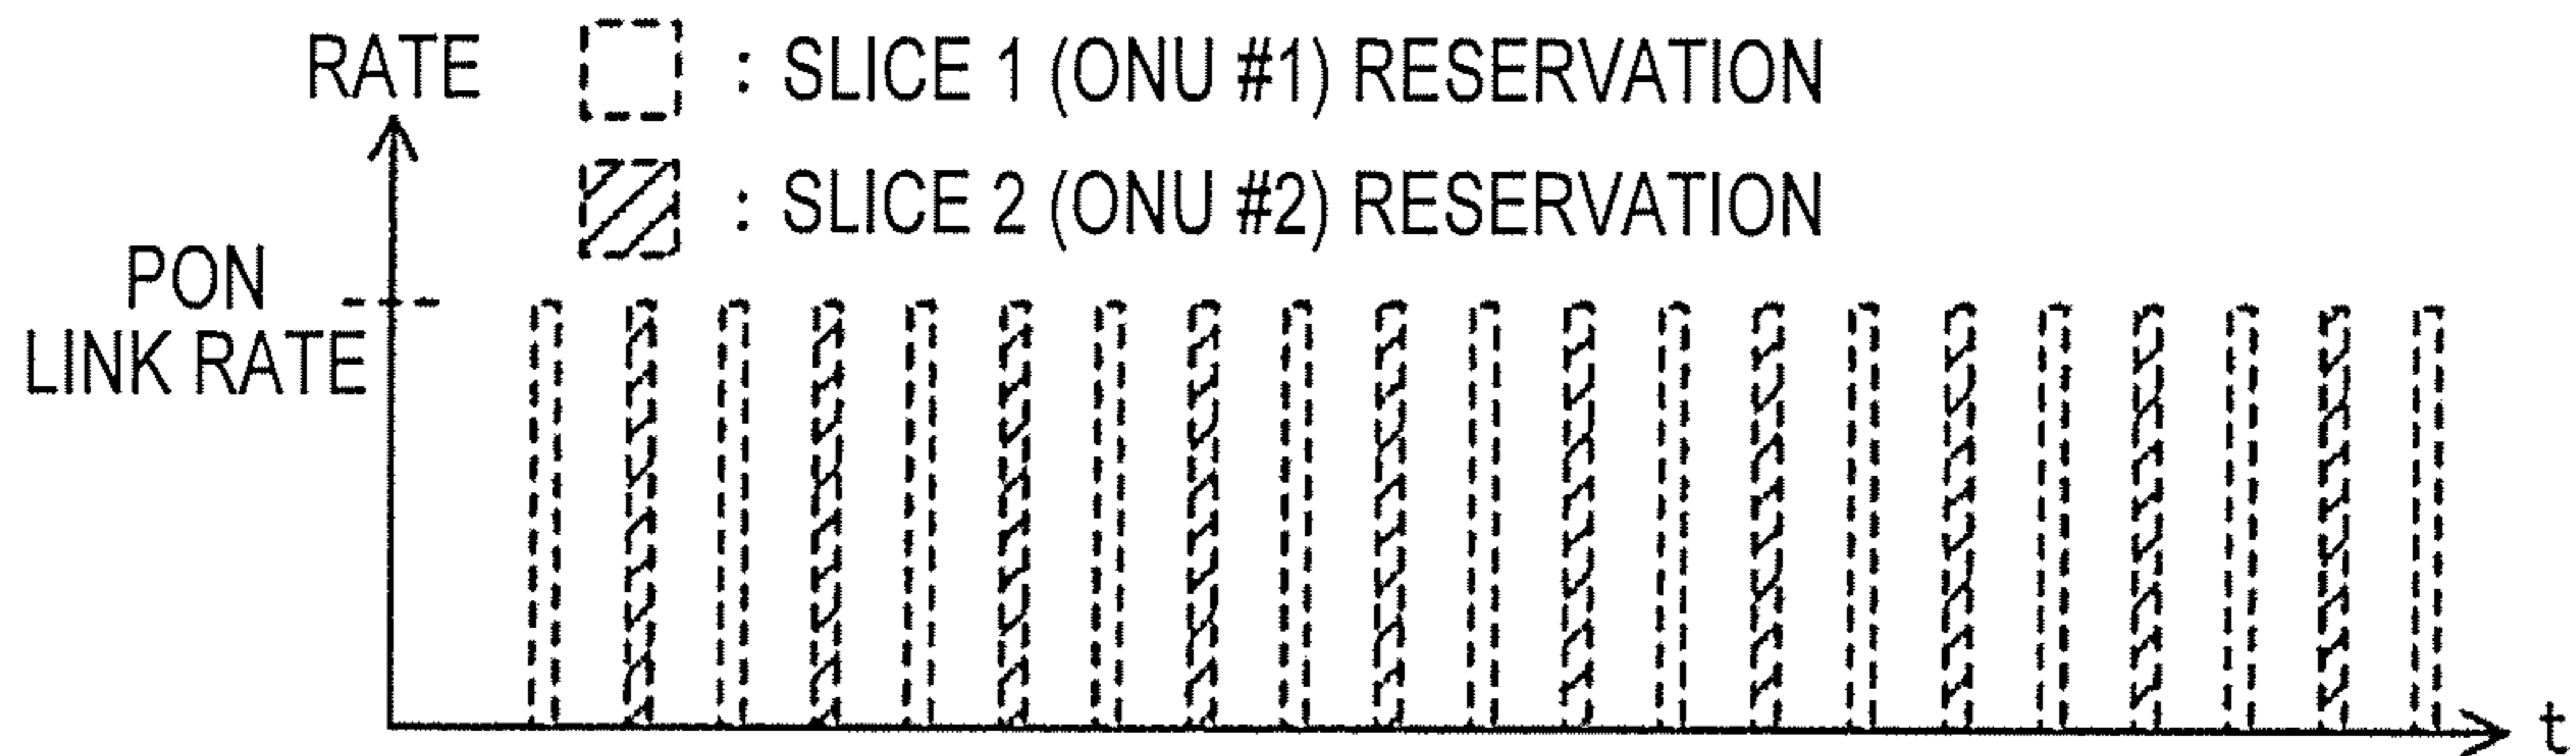 RATE
: SLICE 1 (ONU #1) RESERVATION
: SLICE 2 (ONU #2) RESERVATION
PON
LINK RATE
t